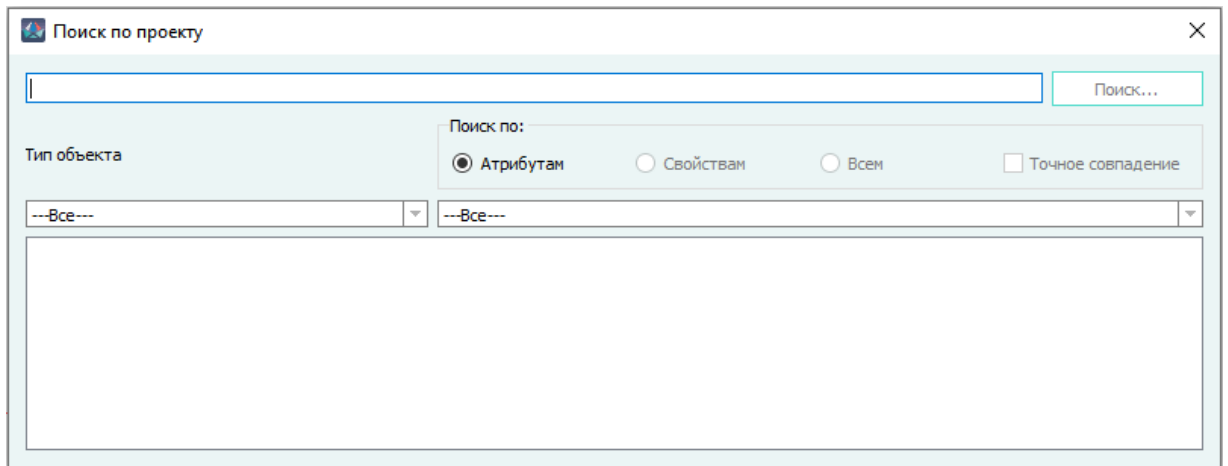 Поиск по проекту
Поиск...
Поиск по:
Тип объекта
Атрибутам Свойствам Всем Точное совпадение
---Все--- ---Все---